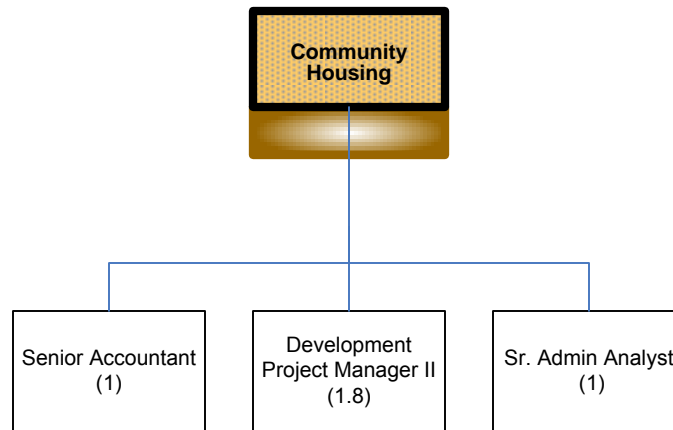 Community
Housing
Senior Accountant
(1)
Development
Project Manager II
(1.8)
Sr. Admin Analyst
(1)